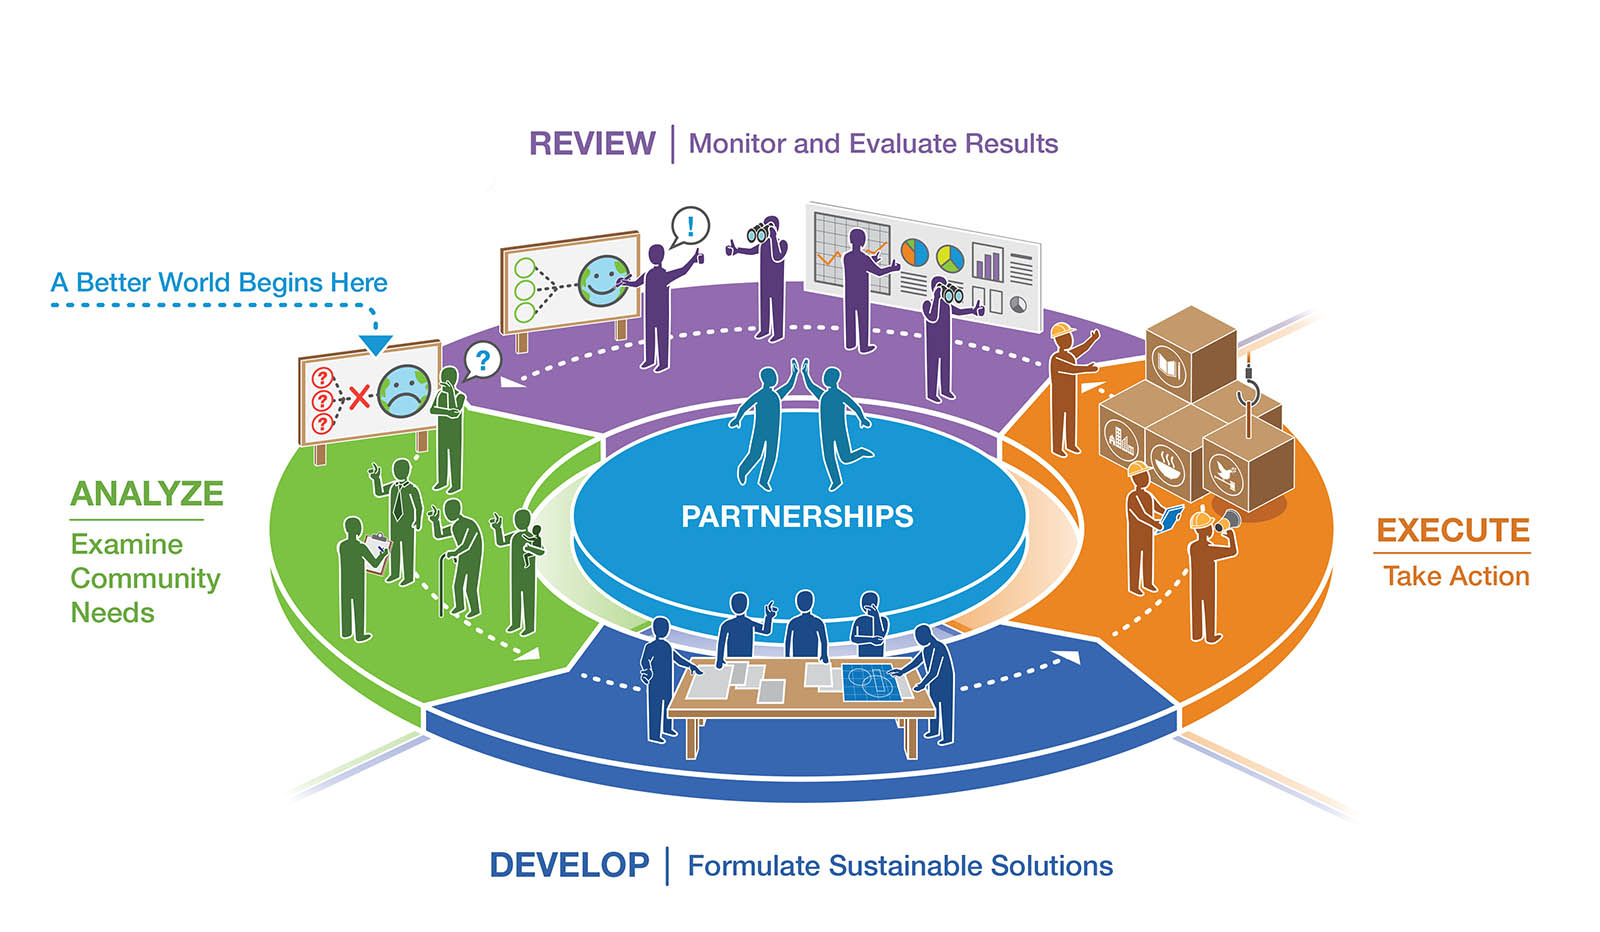 REVIEW | Monitor and Evaluate Results
!
A Better World Begins Here
?
?
?
?
ANALYZE
Examine
Community
Needs
PARTNERSHIPS
EXECUTE
Take Action
DEVELOP | Formulate Sustainable Solutions